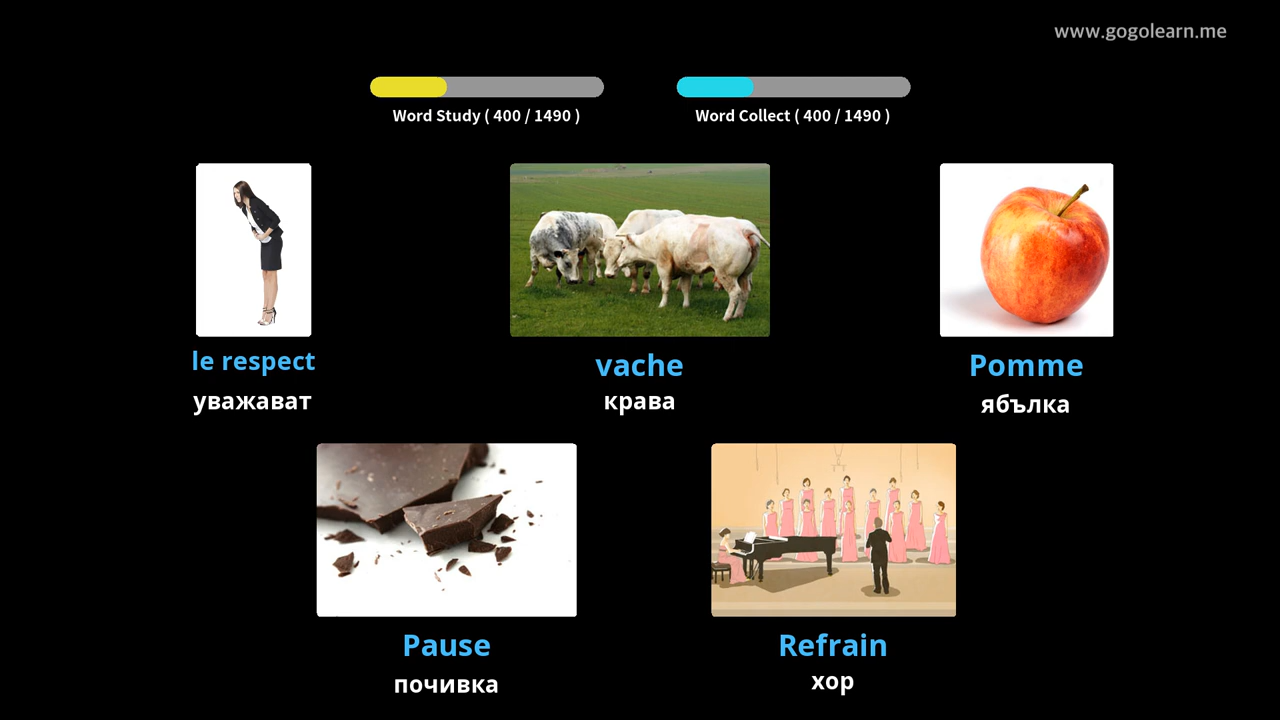 www.gogolearn.me
Word Study ( 400 / 1490 )
Word Collect ( 400 / 1490 )
le respect
уважават
vache
крава
Pomme
ябълка
Pause
почивка
Refrain
хор